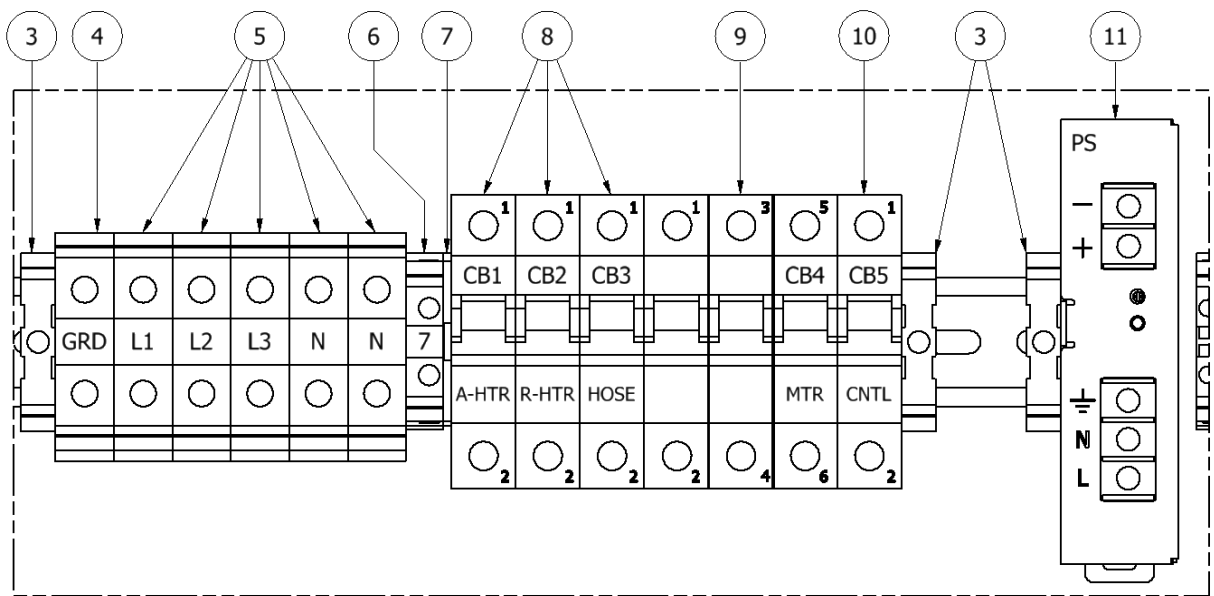 3 4 5 6 7 8 9 10 3 11
PS
1 1 1 1 3 5 1
−
+
CB1 CB2 CB3 CB4 CB5
GRD L1 L2 L3 N N 7
A-HTR R-HTR HOSE MTR CNTL
N
2 2 2 2 4 6 2
L